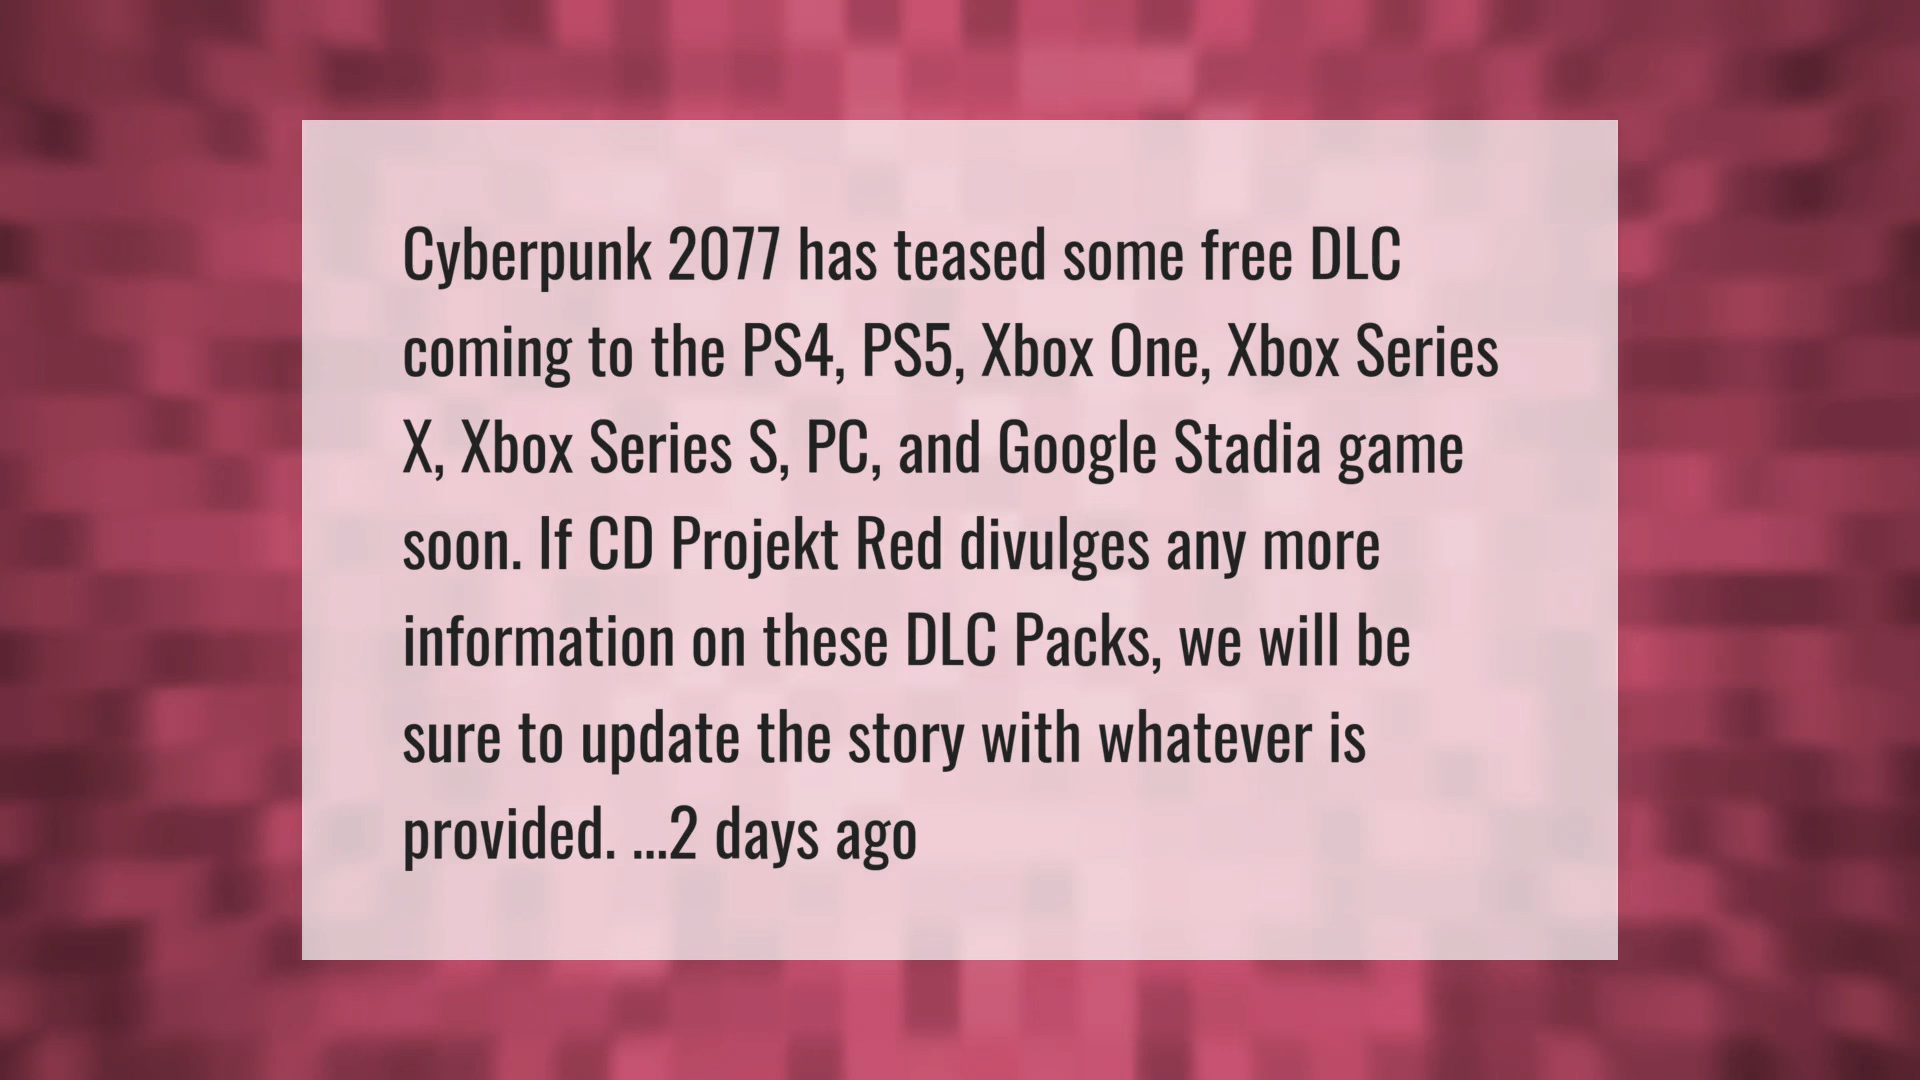 Cyberpunk 2077 has teased some free DLC
coming to the PS4, PS5, Xbox One, Xbox Series
X, Xbox Series S, PC, and Google Stadia game
soon. If CD Projekt Red divulges any more
information on these DLC Packs, we will be
sure to update the story with whatever is
provided. ...2 days ago